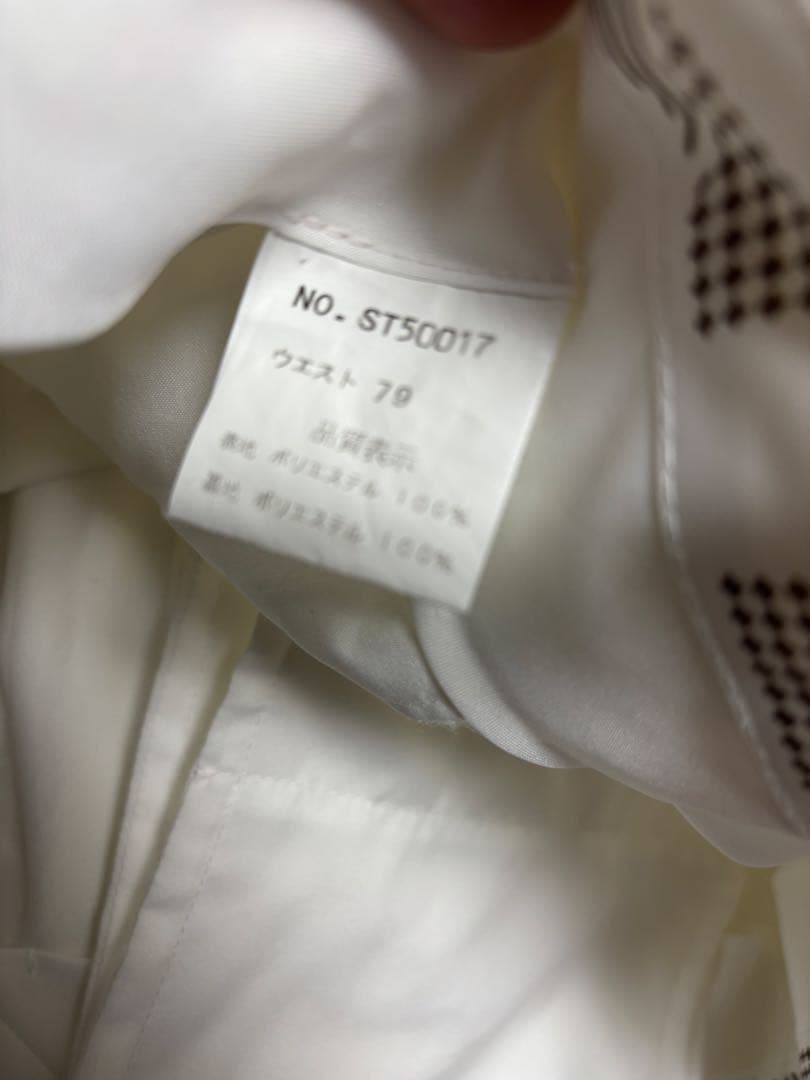 NO. ST50017
ウエスト 79
品質表示
表地 ポリエステル 100%
裏地 ポリエステル 100%